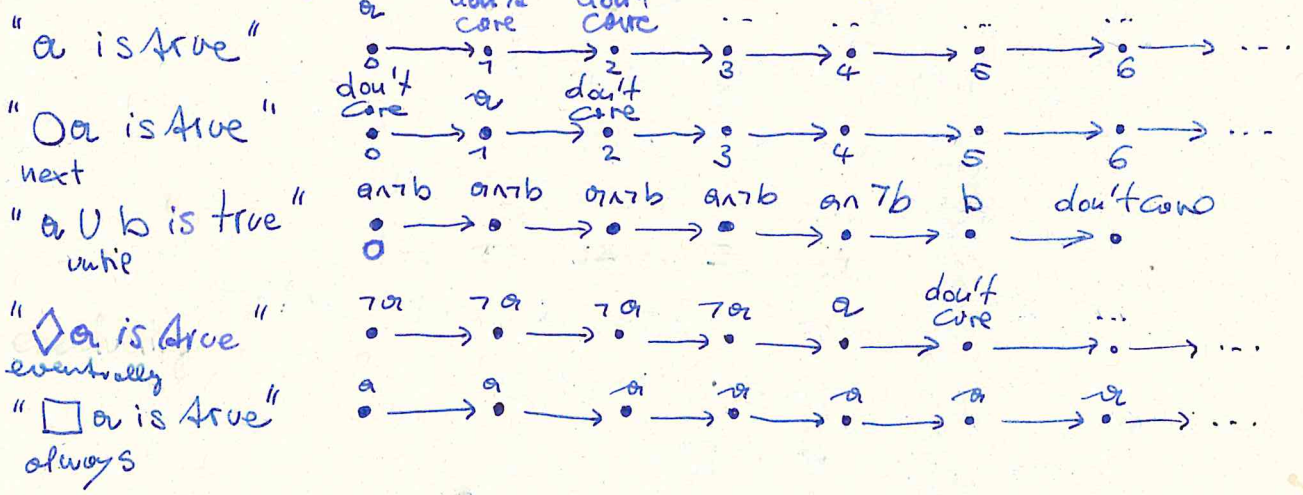 a don't don't
"a is true" care care ... ... ... ...
0 1 2 3 4 5 6 ...
don't a don't
"○a is true" care care
next 0 1 2 3 4 5 6 ...
"a U b is true" a∧¬b a∧¬b a∧¬b a∧¬b a∧¬b b don't care
until 0
"◇a is true" ¬a ¬a ¬a ¬a a don't care ...
eventually ...
"□a is true" a a a a a a a ...
always